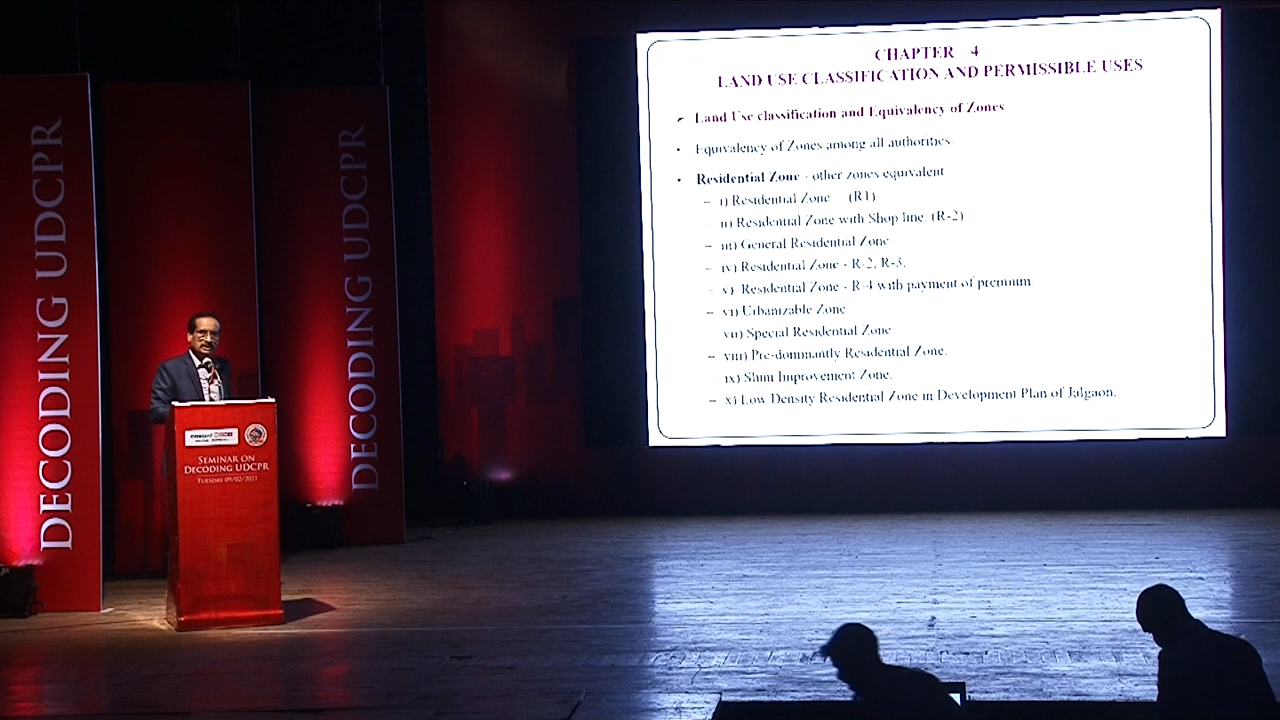 DECODING UDCPR
DECODING UDCPR
SEMINAR ON
DECODING UDCPR
TUESDAY 09/02/2021
CHAPTER 4
LAND USE CLASSIFICATION AND PERMISSIBLE USES
Land Use classification and Equivalency of Zones
Equivalency of Zones among all authorities.
Residential Zone - other zones equivalent
i) Residential Zone (R1)
ii) Residential Zone with Shop line. (R-2)
iii) General Residential Zone
iv) Residential Zone - R-2, R-3.
v) Residential Zone - R-4 with payment of premium.
vi) Urbanizable Zone
vii) Special Residential Zone
viii) Pre-dominantly Residential Zone.
ix) Slum Improvement Zone.
x) Low Density Residential Zone in Development Plan of Jalgaon.